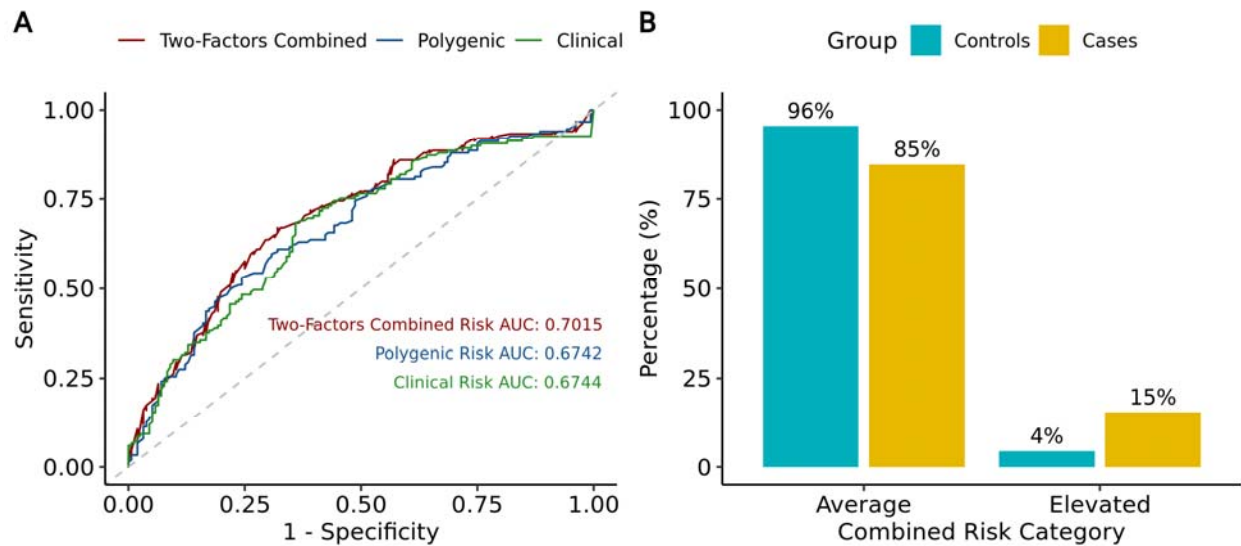 A
Two-Factors Combined
Polygenic
Clinical
1.00
0.75
0.50
0.25
0.00
Sensitivity
Two-Factors Combined Risk AUC: 0.7015
Polygenic Risk AUC: 0.6742
Clinical Risk AUC: 0.6744
0.00
0.25
0.50
0.75
1.00
1 - Specificity
B
Group
Controls
Cases
100
75
50
25
0
Percentage (%)
96%
85%
4%
15%
Average
Elevated
Combined Risk Category